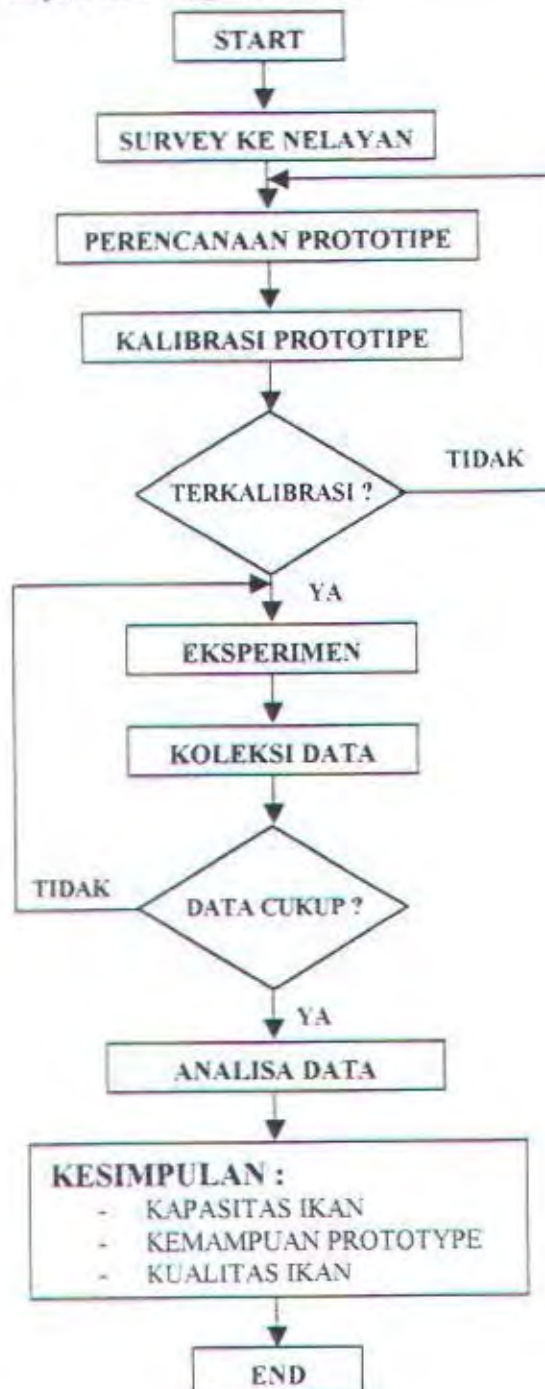 START
SURVEY KE NELAYAN
PERENCANAAN PROTOTIPE
KALIBRASI PROTOTIPE
TERKALIBRASI ?
TIDAK
YA
EKSPERIMEN
KOLEKSI DATA
DATA CUKUP ?
TIDAK
YA
ANALISA DATA
KESIMPULAN :
- KAPASITAS IKAN
- KEMAMPUAN PROTOTYPE
- KUALITAS IKAN
END